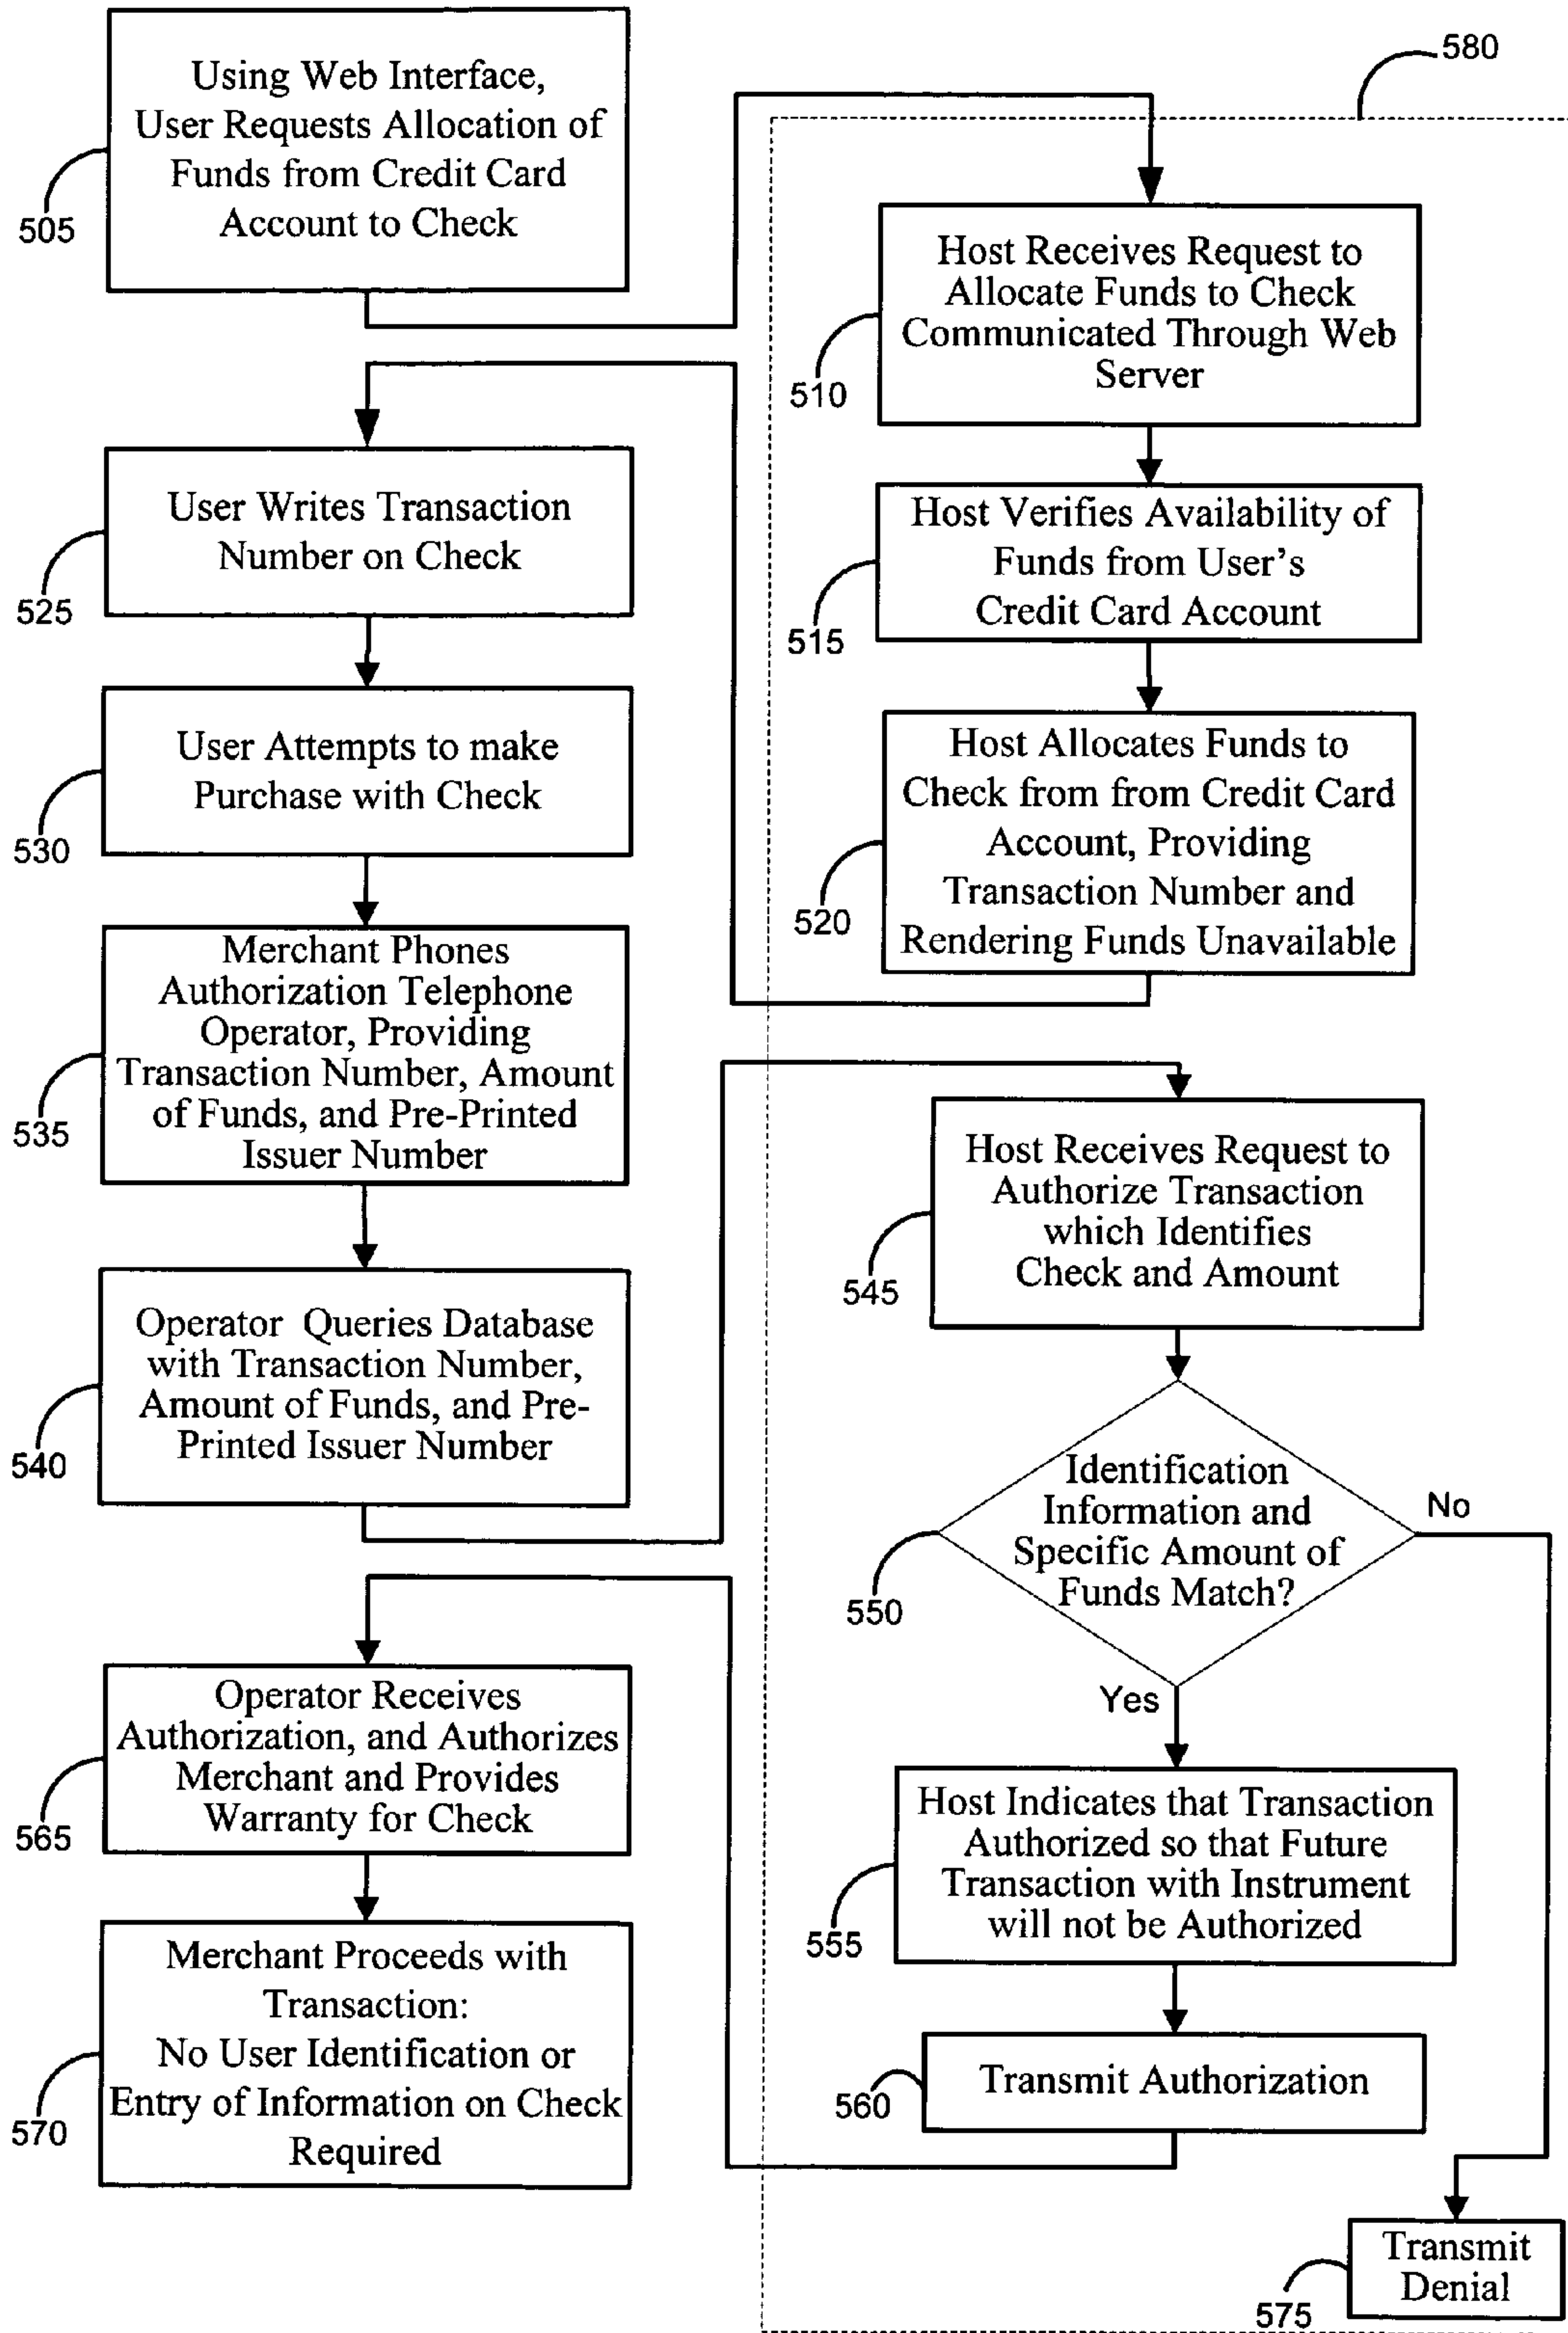 Using Web Interface,
User Requests Allocation of
Funds from Credit Card
Account to Check
505
580
Host Receives Request to
Allocate Funds to Check
Communicated Through Web
Server
510
Host Verifies Availability of
Funds from User's
Credit Card Account
515
Host Allocates Funds to
Check from from Credit Card
Account, Providing
Transaction Number and
Rendering Funds Unavailable
520
User Writes Transaction
Number on Check
525
User Attempts to make
Purchase with Check
530
Merchant Phones
Authorization Telephone
Operator, Providing
Transaction Number, Amount
of Funds, and Pre-Printed
Issuer Number
535
Operator Queries Database
with Transaction Number,
Amount of Funds, and Pre-
Printed Issuer Number
540
Host Receives Request to
Authorize Transaction
which Identifies
Check and Amount
545
Identification
Information and
Specific Amount of
Funds Match?
550
No
Yes
Host Indicates that Transaction
Authorized so that Future
Transaction with Instrument
will not be Authorized
555
Transmit Authorization
560
Operator Receives
Authorization, and Authorizes
Merchant and Provides
Warranty for Check
565
Merchant Proceeds with
Transaction:
No User Identification or
Entry of Information on Check
Required
570
Transmit
Denial
575